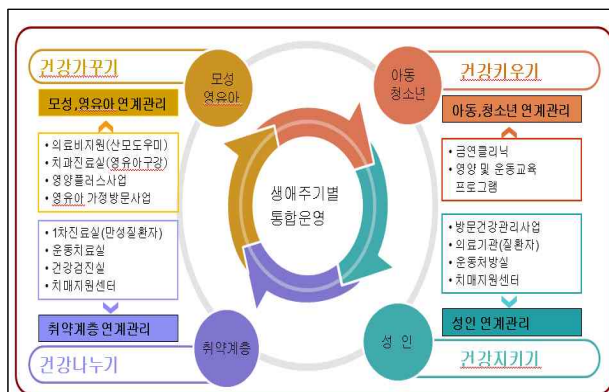 건강가꾸기
모성
영유아
아동
청소년
건강키우기
모성,영유아 연계관리
아동,청소년 연계관리
• 의료비지원(산모도우미)
• 치과진료실(영유아구강)
• 영양플러스사업
• 영유아 가정방문사업
• 금연클리닉
• 영양 및 운동교육
프로그램
생애주기별
통합운영
• 1차진료실(만성질환자)
• 운동치료실
• 건강검진실
• 치매지원센터
• 방문건강관리사업
• 의료기관(질환자)
• 운동처방실
• 치매지원센터
취약계층 연계관리
성인 연계관리
건강나누기
취약계층
성 인
건강지키기